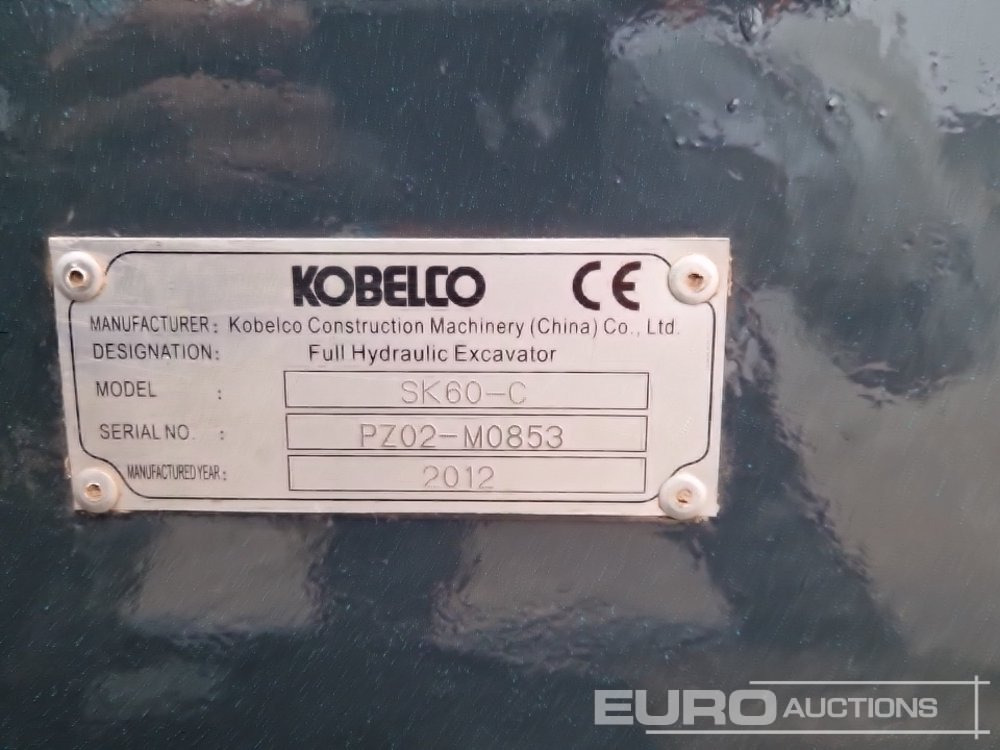 KOBELCO CE
MANUFACTURER: Kobelco Construction Machinery (China) Co., Ltd.
DESIGNATION: Full Hydraulic Excavator
MODEL : SK60-C
SERIAL NO. : PZ02-M0853
MANUFACTURED YEAR: 2012
EURO AUCTIONS